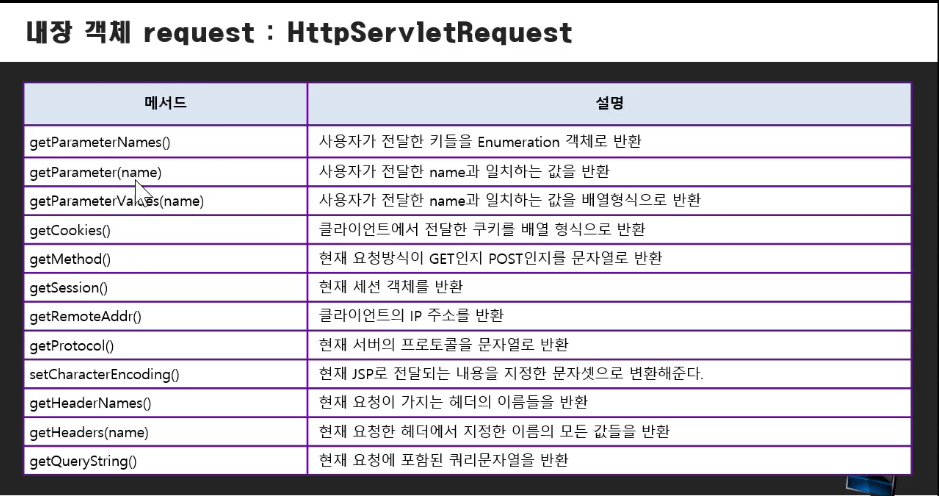 내장 객체 request : HttpServletRequest
메서드 설명
getParameterNames() 사용자가 전달한 키들을 Enumeration 객체로 반환
getParameter(name) 사용자가 전달한 name과 일치하는 값을 반환
getParameterValues(name) 사용자가 전달한 name과 일치하는 값을 배열형식으로 반환
getCookies() 클라이언트에서 전달한 쿠키를 배열 형식으로 반환
getMethod() 현재 요청방식이 GET인지 POST인지를 문자열로 반환
getSession() 현재 세션 객체를 반환
getRemoteAddr() 클라이언트의 IP 주소를 반환
getProtocol() 현재 서버의 프로토콜을 문자열로 반환
setCharacterEncoding() 현재 JSP로 전달되는 내용을 지정한 문자셋으로 변환해준다.
getHeaderNames() 현재 요청이 가지는 헤더의 이름들을 반환
getHeaders(name) 현재 요청한 헤더에서 지정한 이름의 모든 값들을 반환
getQueryString() 현재 요청에 포함된 쿼리문자열을 반환